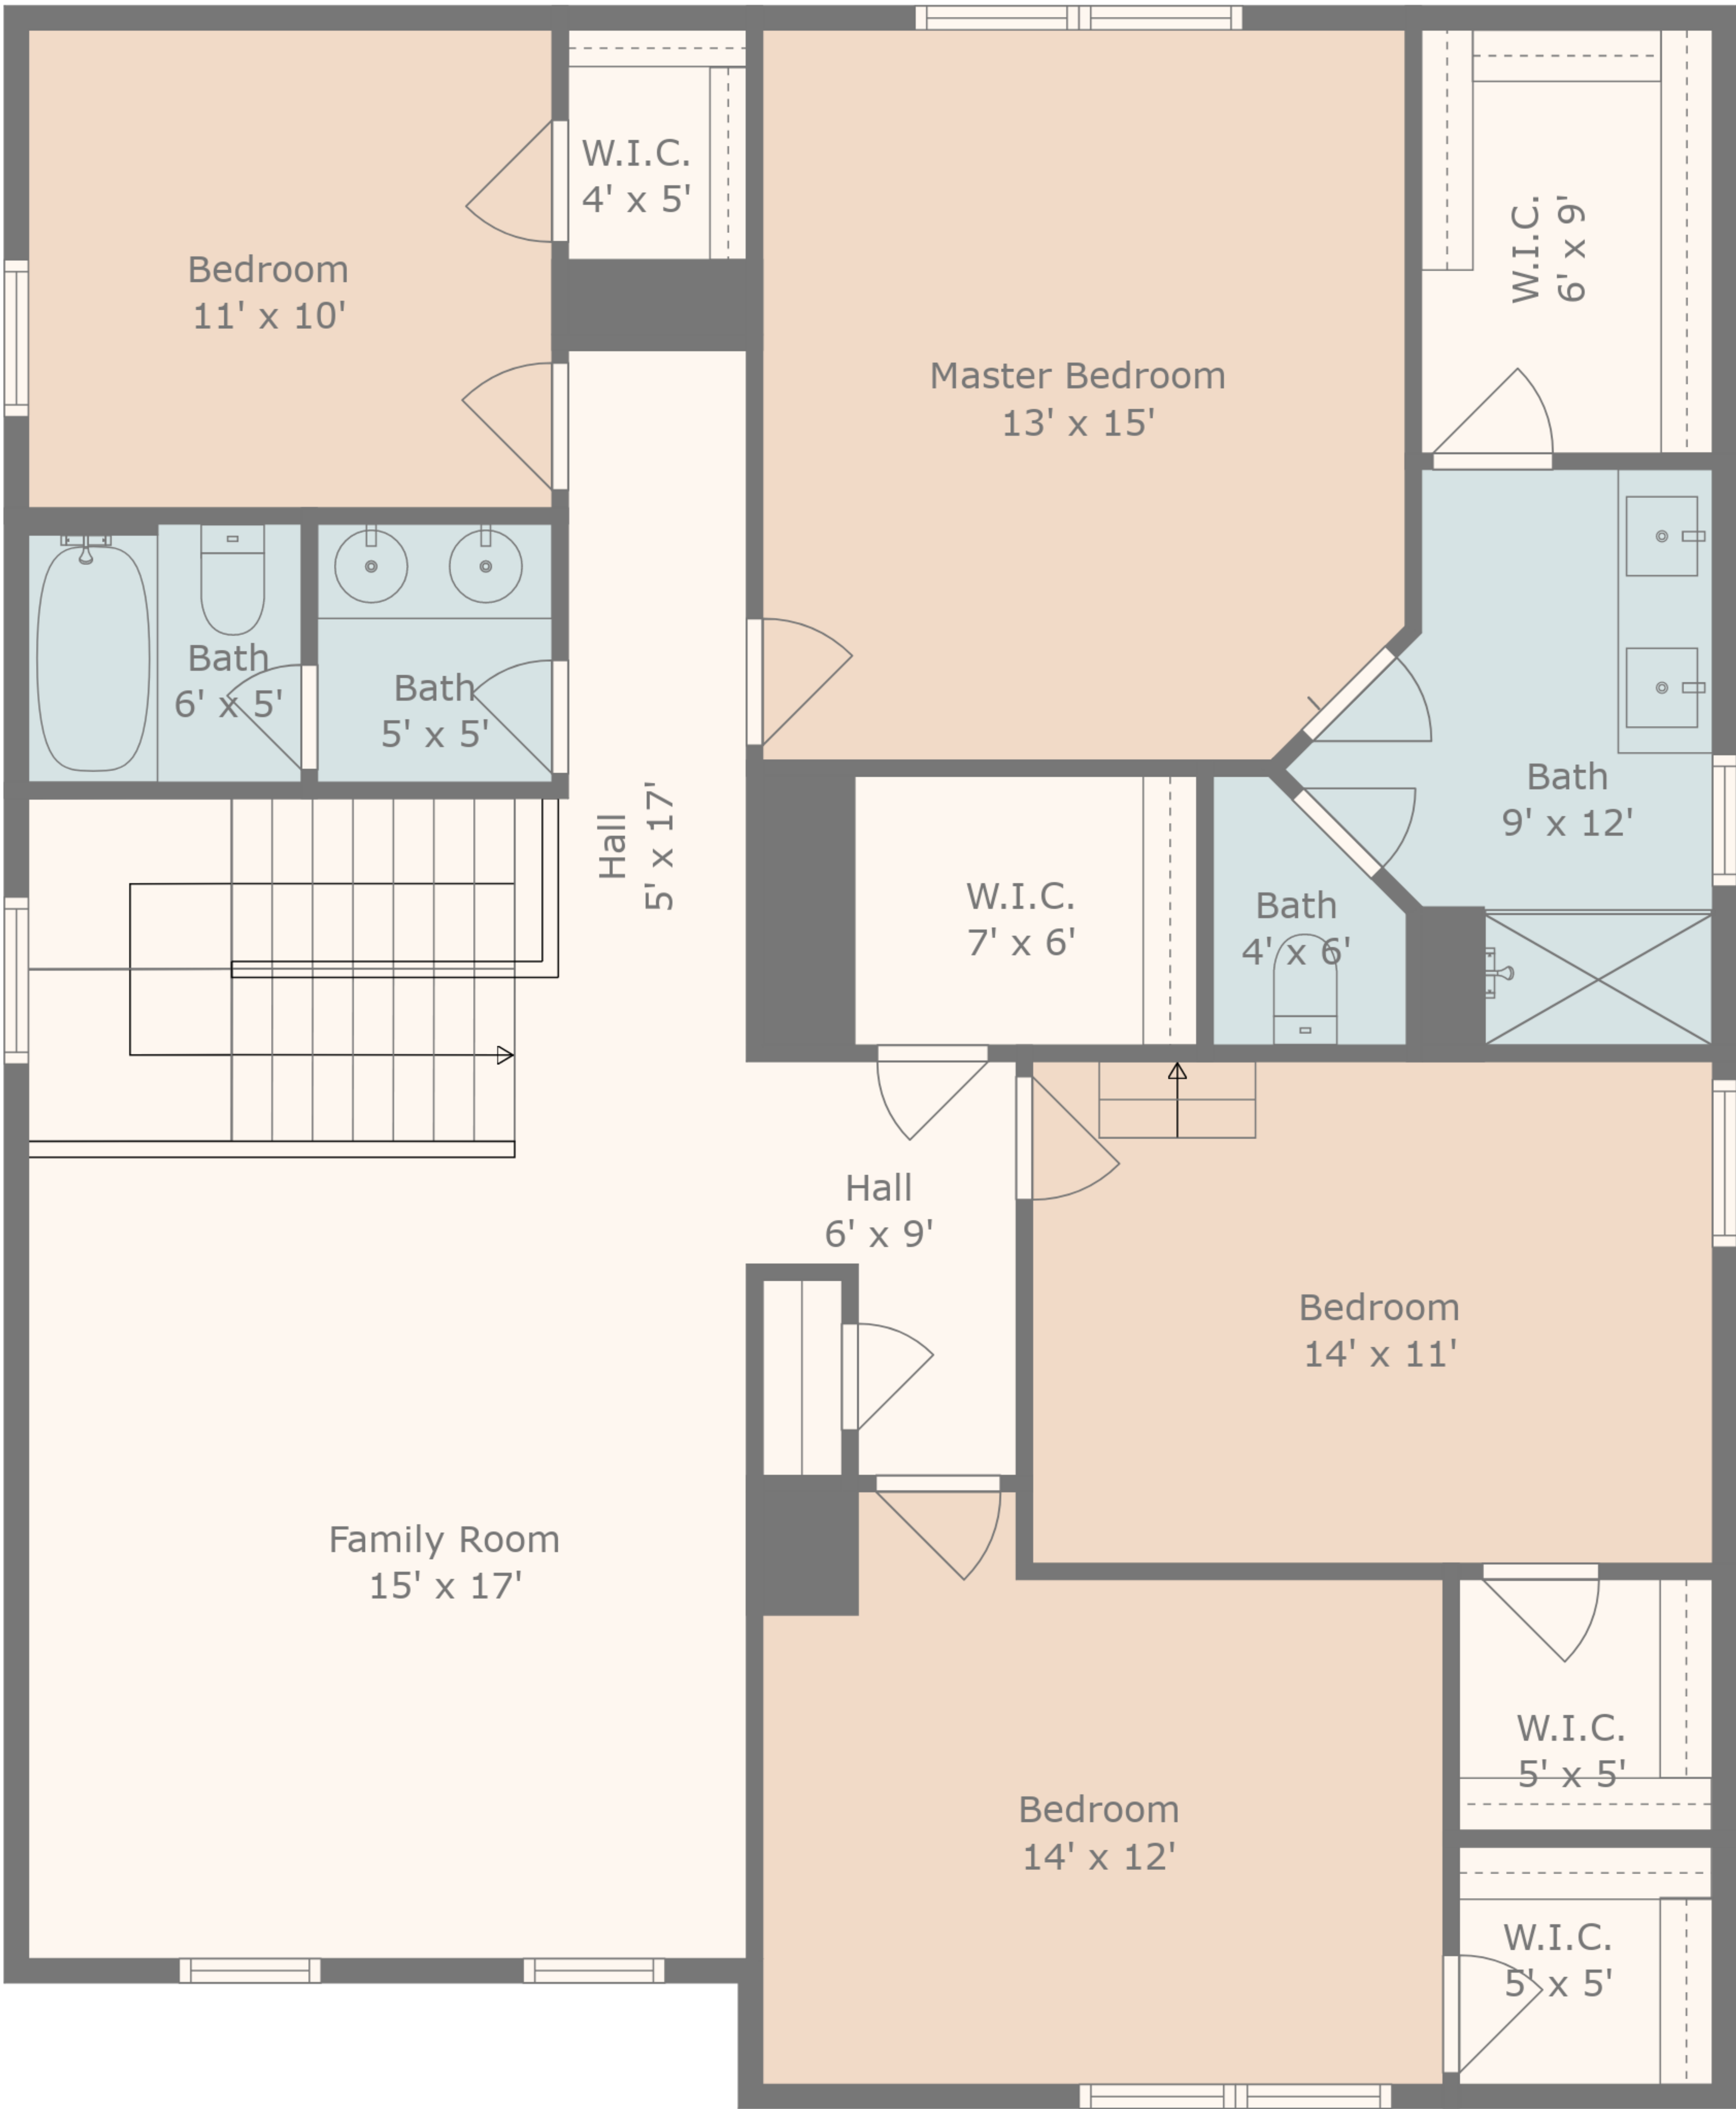 W.I.C.
4' x 5'
W.I.C.
6' x 9'
Bedroom
11' x 10'
Master Bedroom
13' x 15'
Bath
6' x 5'
Bath
5' x 5'
Hall
5' x 17'
Bath
9' x 12'
W.I.C.
7' x 6'
Bath
4' x 6'
Hall
6' x 9'
Bedroom
14' x 11'
Family Room
15' x 17'
W.I.C.
5' x 5'
Bedroom
14' x 12'
W.I.C.
5' x 5'